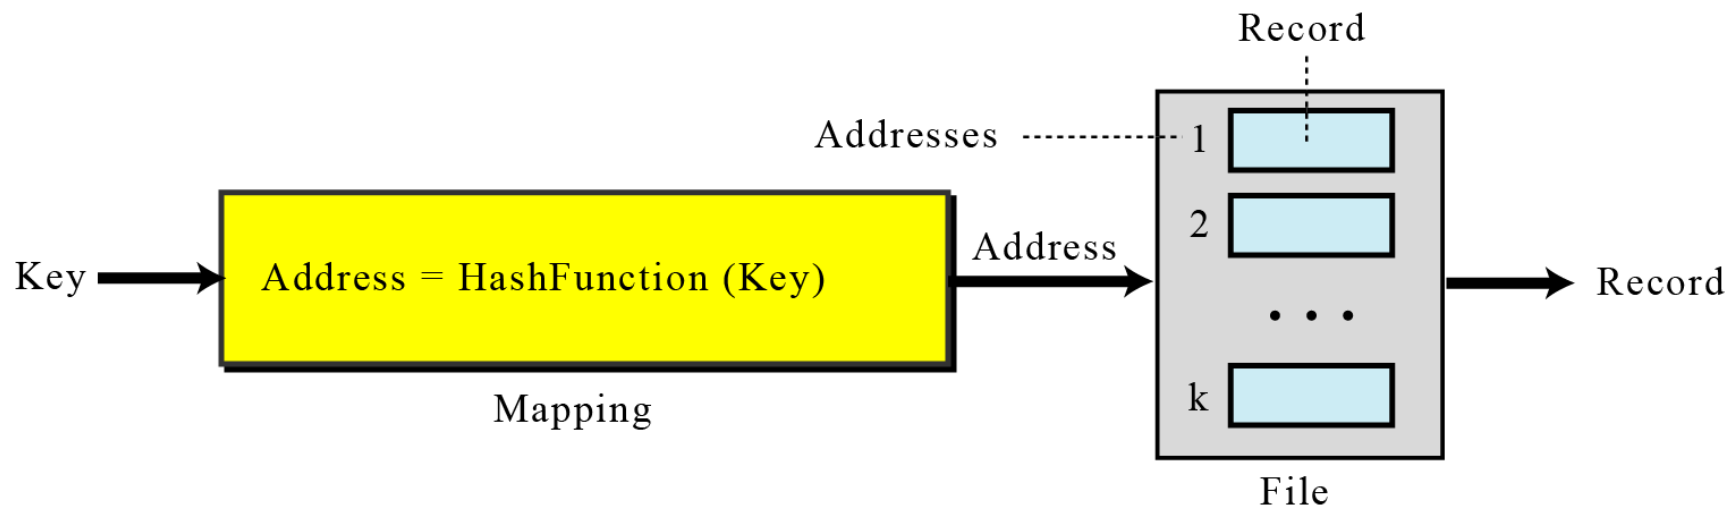 Record
Addresses
1
2
Address
Key
Address = HashFunction (Key)
Record
k
Mapping
File